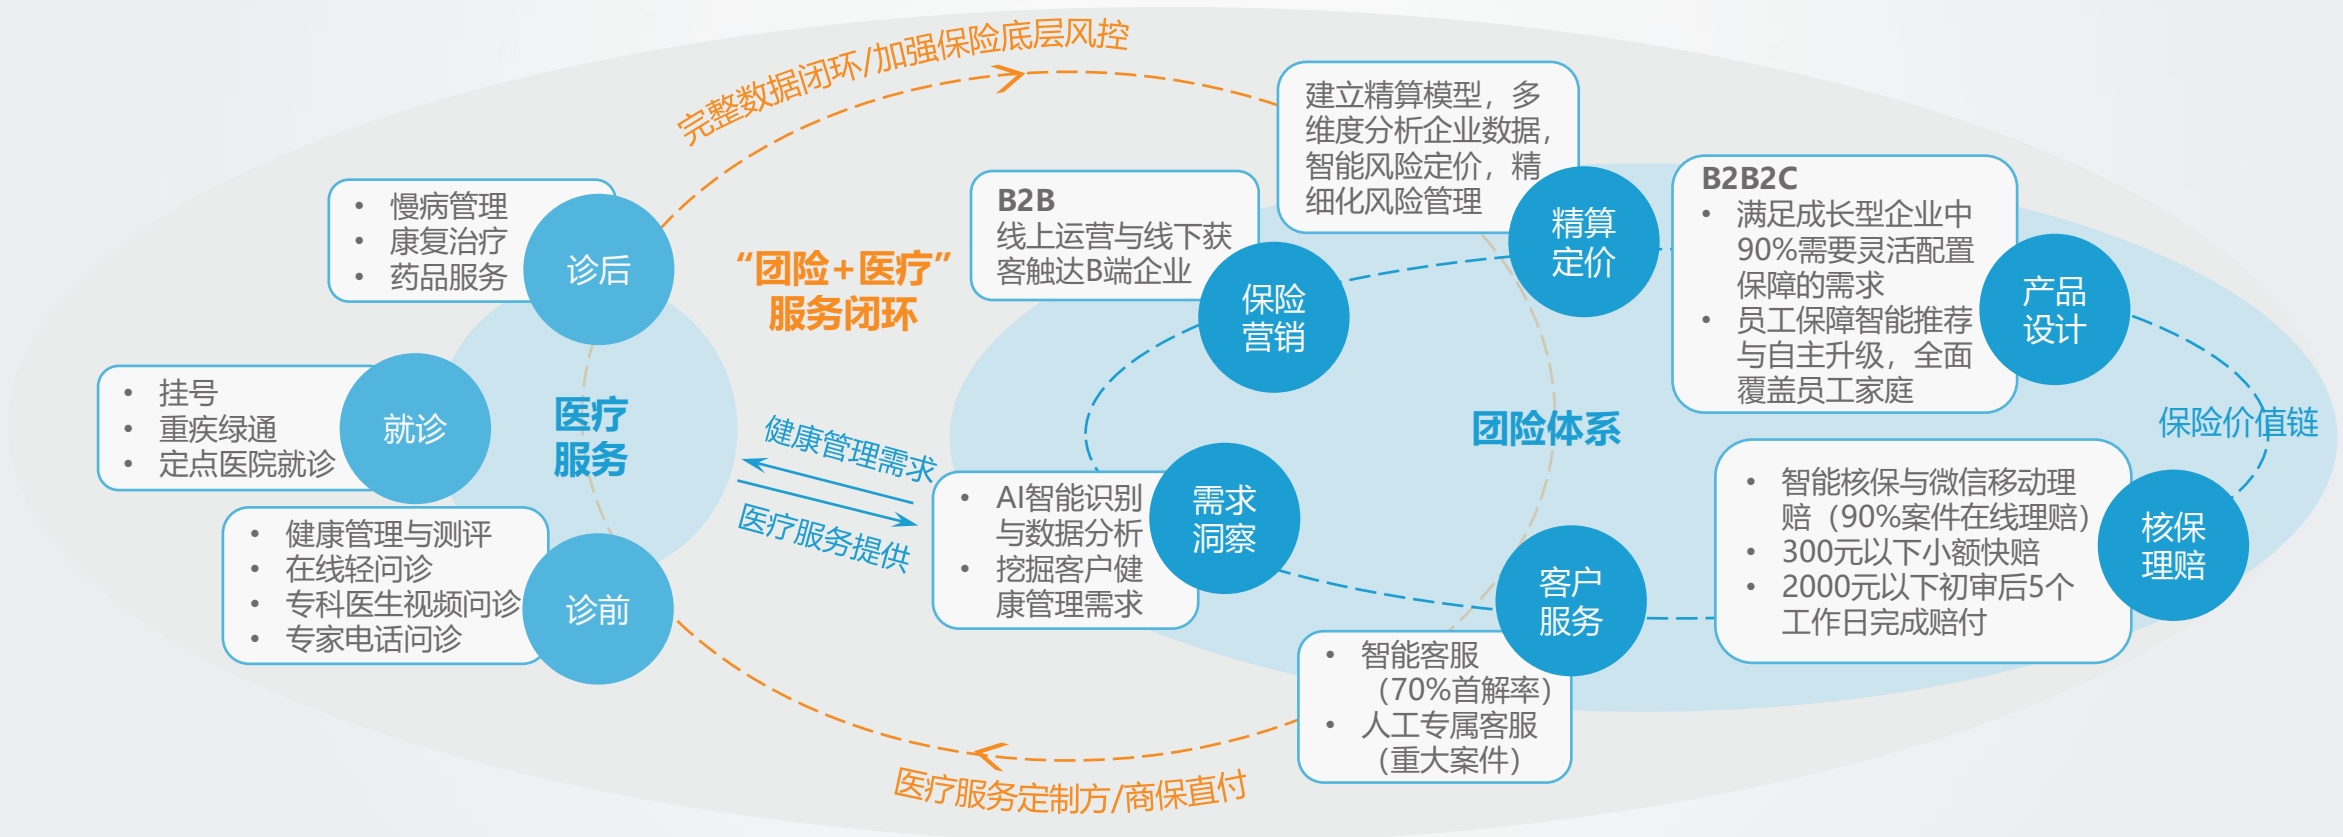 完整数据闭环/加强保险底层风控
“团险+医疗”
服务闭环
• 慢病管理
• 康复治疗
• 药品服务
诊后
• 挂号
• 重疾绿通
• 定点医院就诊
就诊
医疗
服务
• 健康管理与测评
• 在线轻问诊
• 专科医生视频问诊
• 专家电话问诊
诊前
健康管理需求
医疗服务提供
B2B
线上运营与线下获
客触达B端企业
保险
营销
建立精算模型，多
维度分析企业数据，
智能风险定价，精
细化风险管理
精算
定价
B2B2C
• 满足成长型企业中
90%需要灵活配置
保障的需求
• 员工保障智能推荐
与自主升级，全面
覆盖员工家庭
产品
设计
团险体系
保险价值链
• AI智能识别
与数据分析
• 挖掘客户健
康管理需求
需求
洞察
• 智能客服
（70%首解率）
• 人工专属客服
（重大案件）
客户
服务
• 智能核保与微信移动理
赔（90%案件在线理赔）
• 300元以下小额快赔
• 2000元以下初审后5个
工作日完成赔付
核保
理赔
医疗服务定制方/商保直付